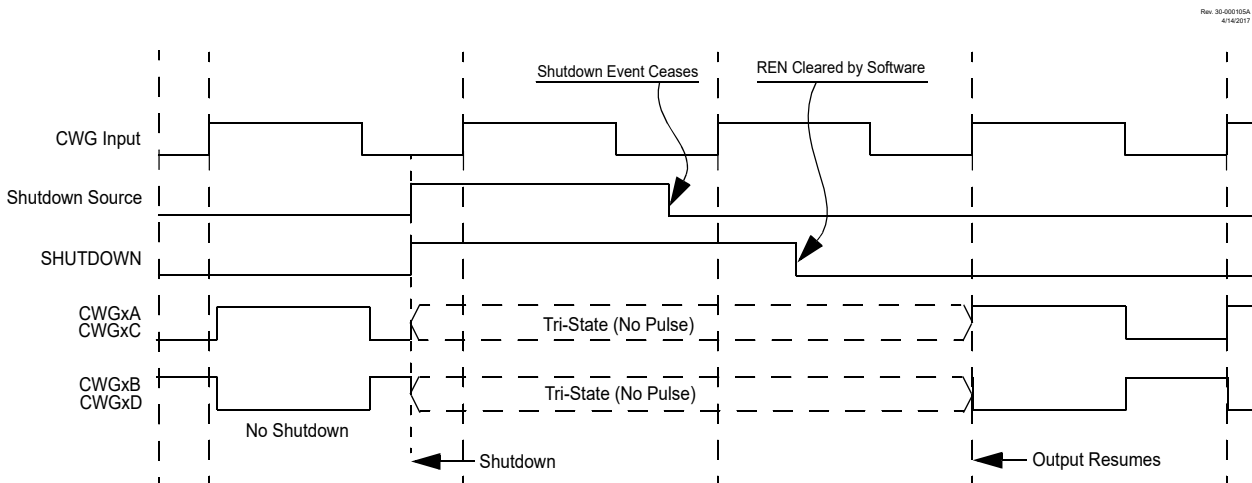 Rev. 30-000105A
4/14/2017
Shutdown Event Ceases
REN Cleared by Software
CWG Input
Shutdown Source
SHUTDOWN
CWGxA
CWGxC
Tri-State (No Pulse)
CWGxB
CWGxD
Tri-State (No Pulse)
No Shutdown
Shutdown
Output Resumes